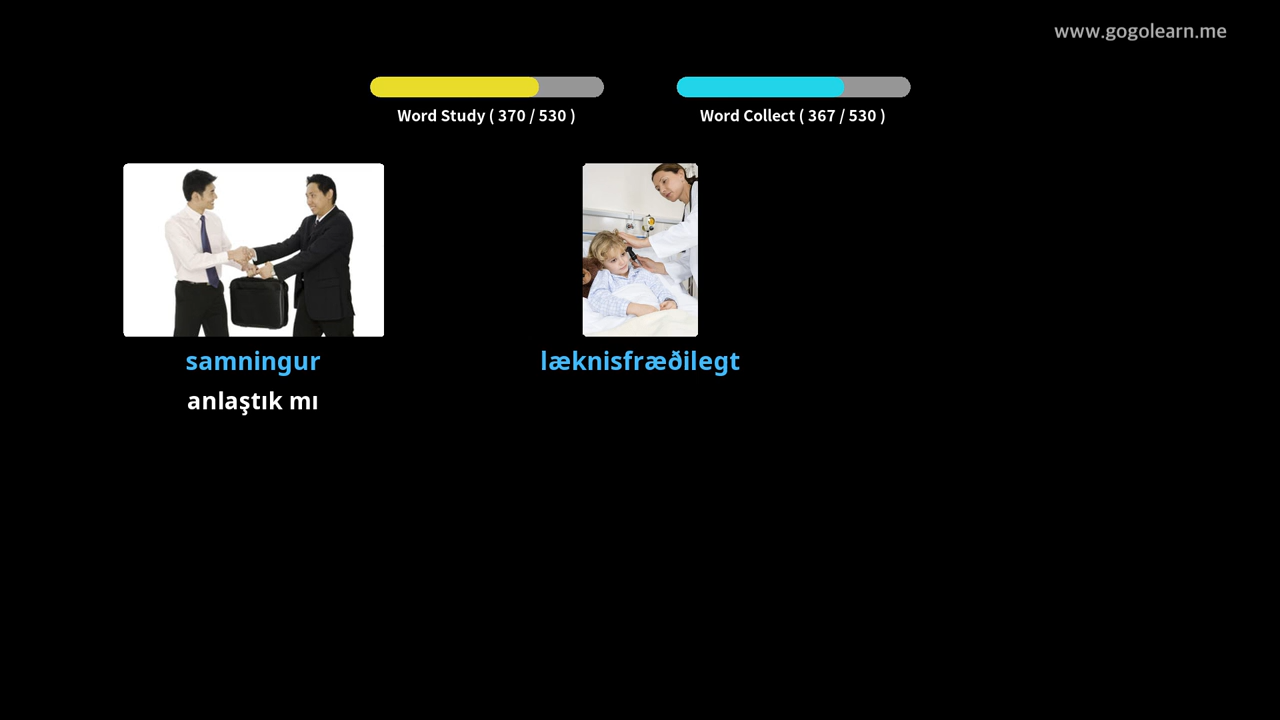 www.gogolearn.me
Word Study ( 370 / 530 )
Word Collect ( 367 / 530 )
samningur
anlaştık mı
læknisfræðilegt